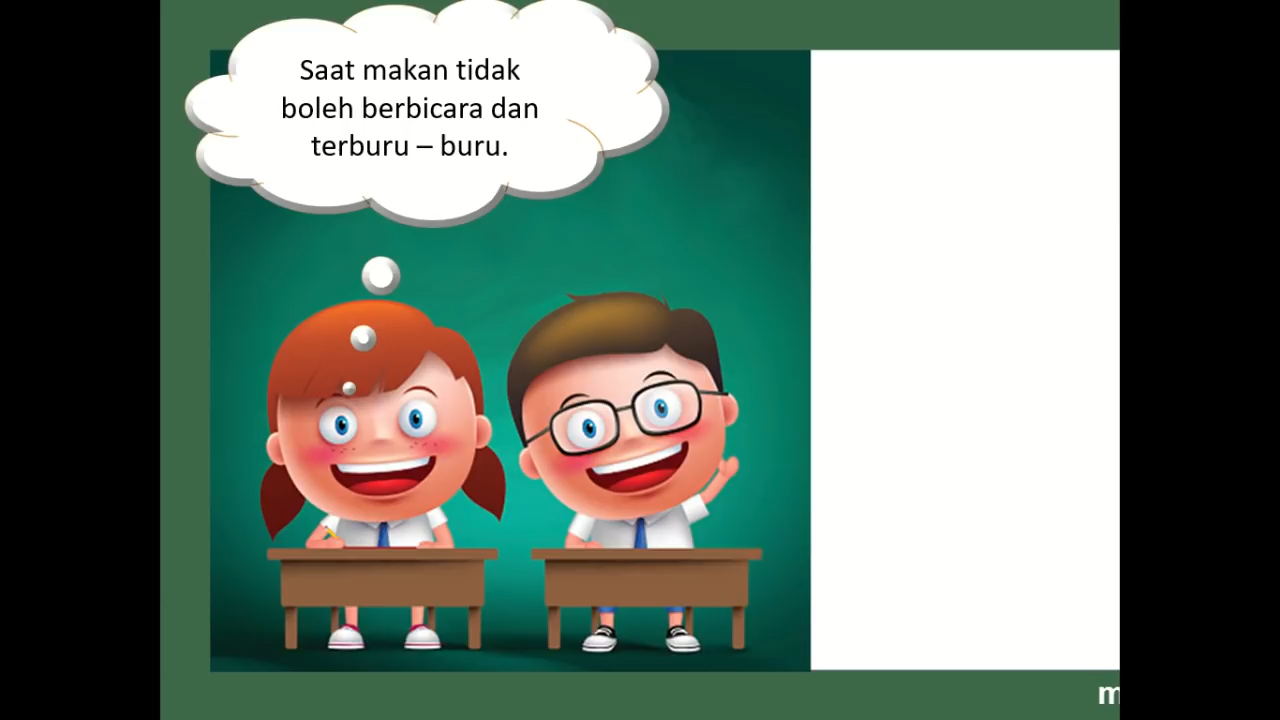 Saat makan tidak
boleh berbicara dan
terburu – buru.
m